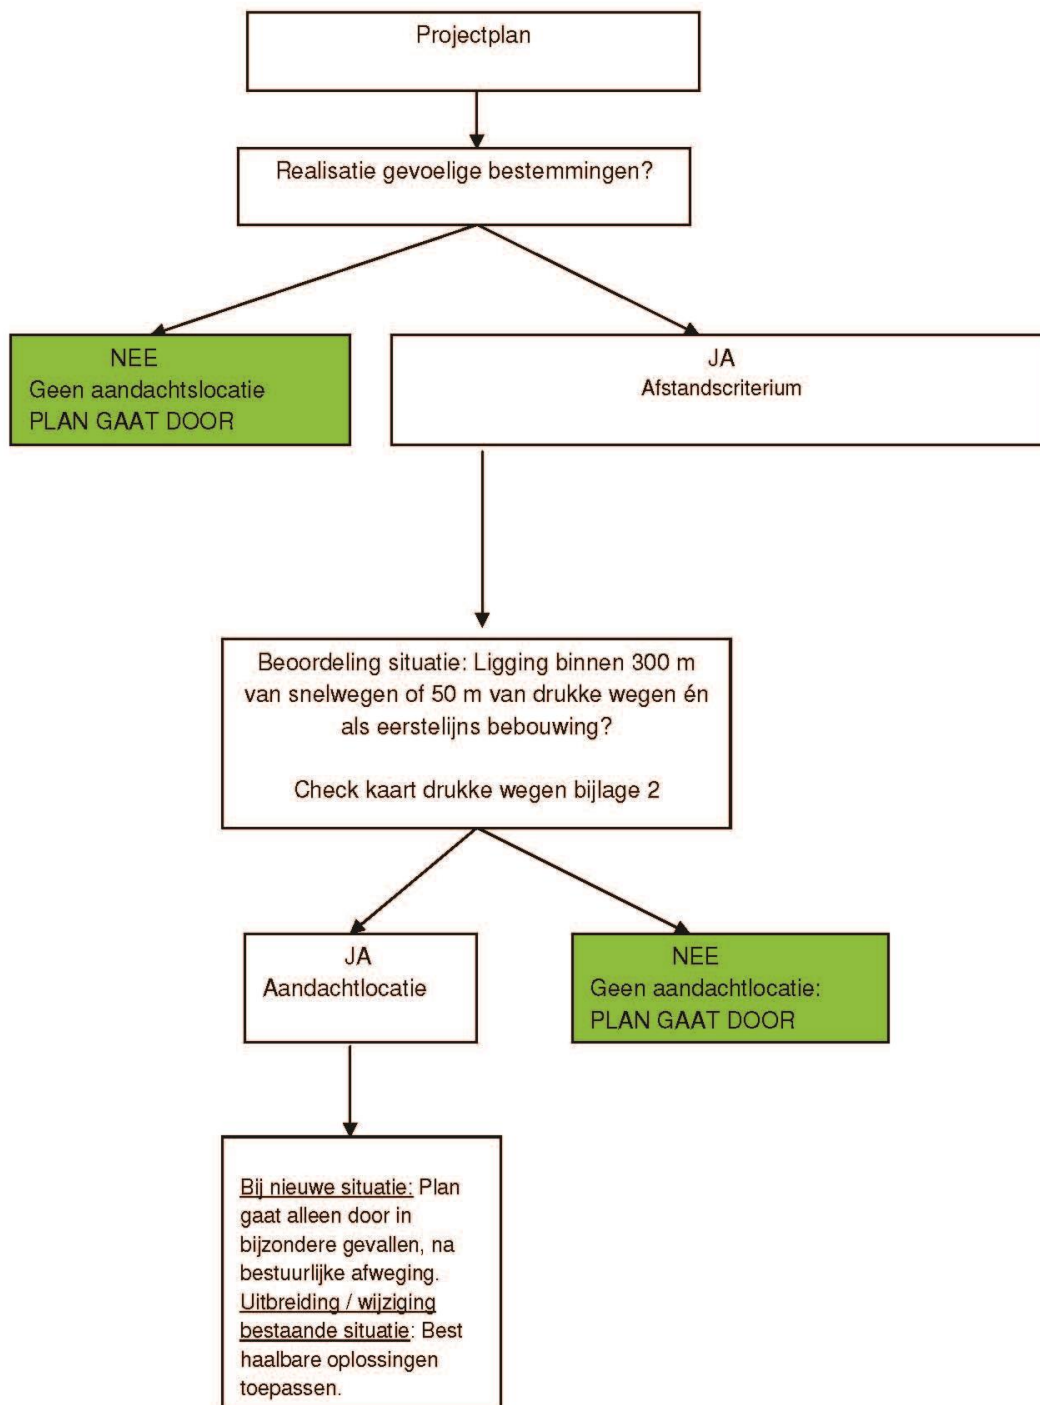 Projectplan
Realisatie gevoelige bestemmingen?
NEE
Geen aandachtslocatie
PLAN GAAT DOOR
JA
Afstandscriterium
Beoordeling situatie: Ligging binnen 300 m
van snelwegen of 50 m van drukke wegen én
als eerstelijns bebouwing?
Check kaart drukke wegen bijlage 2
JA
Aandachtlocatie
NEE
Geen aandachtlocatie:
PLAN GAAT DOOR
Bij nieuwe situatie: Plan
gaat alleen door in
bijzondere gevallen, na
bestuurlijke afweging.
Uitbreiding / wijziging
bestaande situatie: Best
haalbare oplossingen
toepassen.